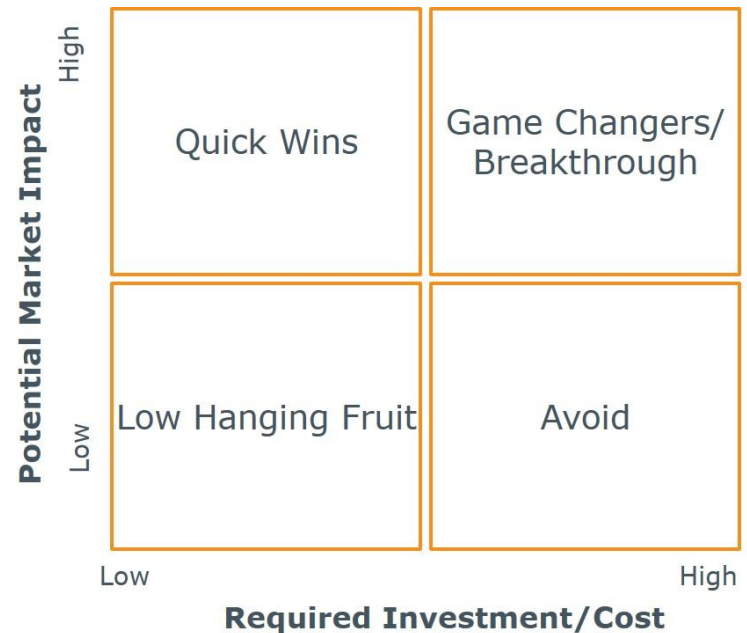 Potential Market Impact
High
Low
Quick Wins
Game Changers/
Breakthrough
Low Hanging Fruit
Avoid
Low
High
Required Investment/Cost